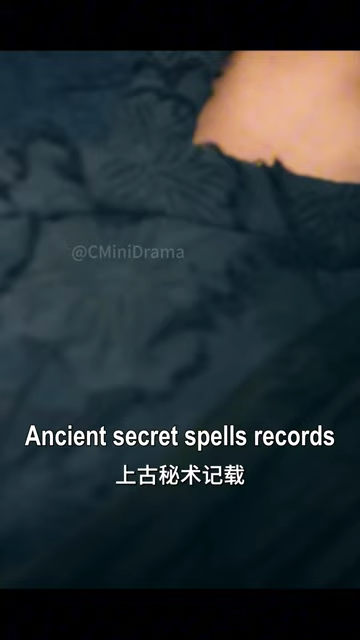 @CMiniDrama
Ancient secret spells records
上古秘术记载